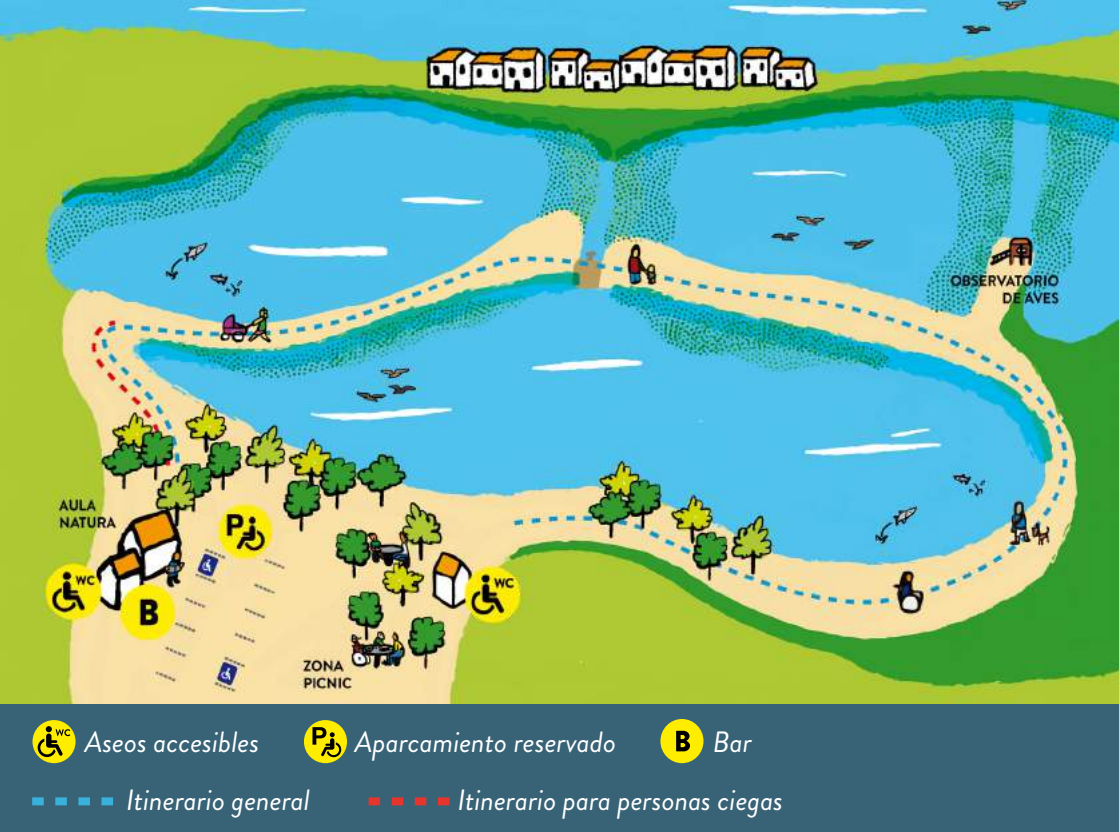 OBSERVATORIO
DE AVES
AULA
NATURA
P
WC
B
WC
ZONA
PICNIC
WC Aseos accesibles
P Aparcamiento reservado
B Bar
Itinerario general
Itinerario para personas ciegas